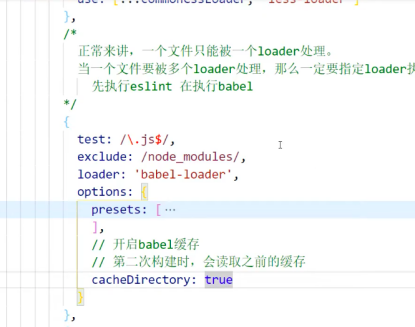 use: [...commonCssLoader, 'less-loader']
},
/*
正常来讲，一个文件只能被一个loader处理。
当一个文件要被多个loader处理，那么一定要指定loader执
先执行eslint 在执行babel
*/
{
test: /\.js$/,
exclude: /node_modules/,
loader: 'babel-loader',
options: {
presets: [ ⋯
],
// 开启babel缓存
// 第二次构建时，会读取之前的缓存
cacheDirectory: true
}
},